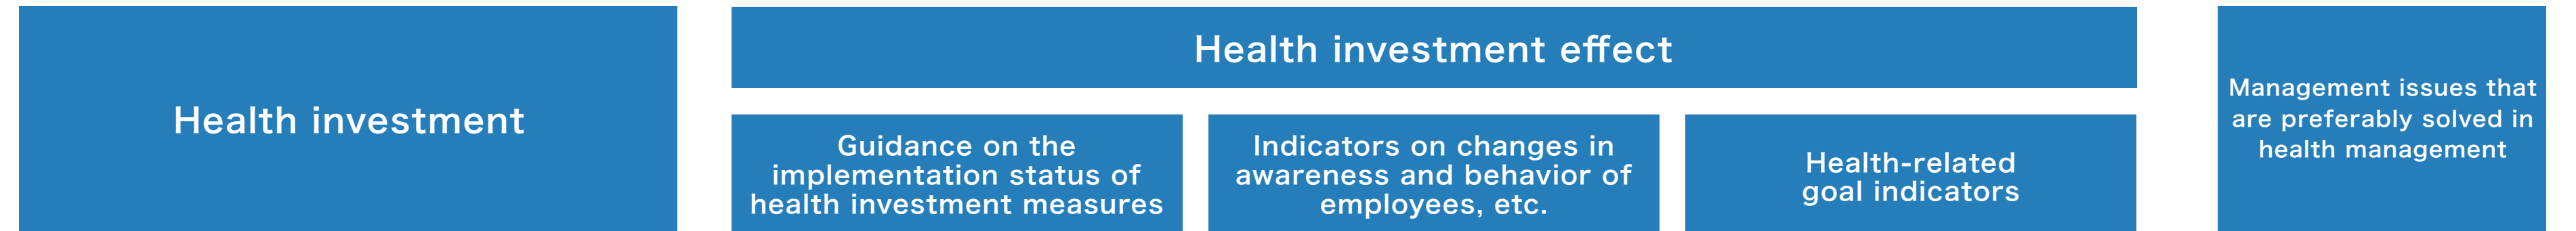 Health investment
Health investment effect
Guidance on the
implementation status of
health investment measures
Indicators on changes in
awareness and behavior of
employees, etc.
Health-related
goal indicators
Management issues that
are preferably solved in
health management